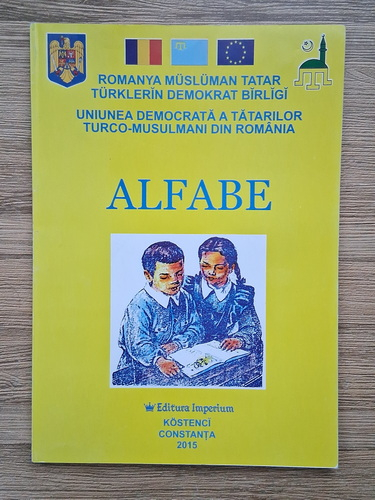 ROMANYA MÜSLÜMAN TATAR
TÜRKLERİN DEMOKRAT BİRLİGİ
UNIUNEA DEMOCRATĂ A TĂTARILOR
TURCO-MUSULMANI DIN ROMÂNIA
ALFABE
Editura Imperium
KÖSTENCİ
CONSTANŢA
2015